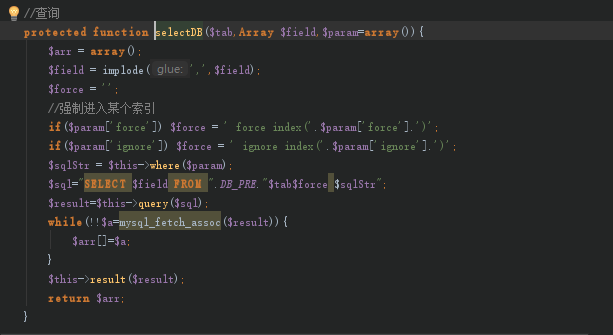 //查询
protected function selectDB($tab,Array $field,$param=array()){
$arr = array();
$field = implode( glue: ',',$field);
$force = '';
//强制进入某个索引
if($param['force']) $force = ' force index('.$param['force'].')';
if($param['ignore']) $force = ' ignore index('.$param['ignore'].')';
$sqlStr = $this->where($param);
$sql="SELECT $field FROM ".DB_PRE."$tab$force $sqlStr";
$result=$this->query($sql);
while(!!$a=mysql_fetch_assoc($result)){
$arr[]=$a;
}
$this->result($result);
return $arr;
}